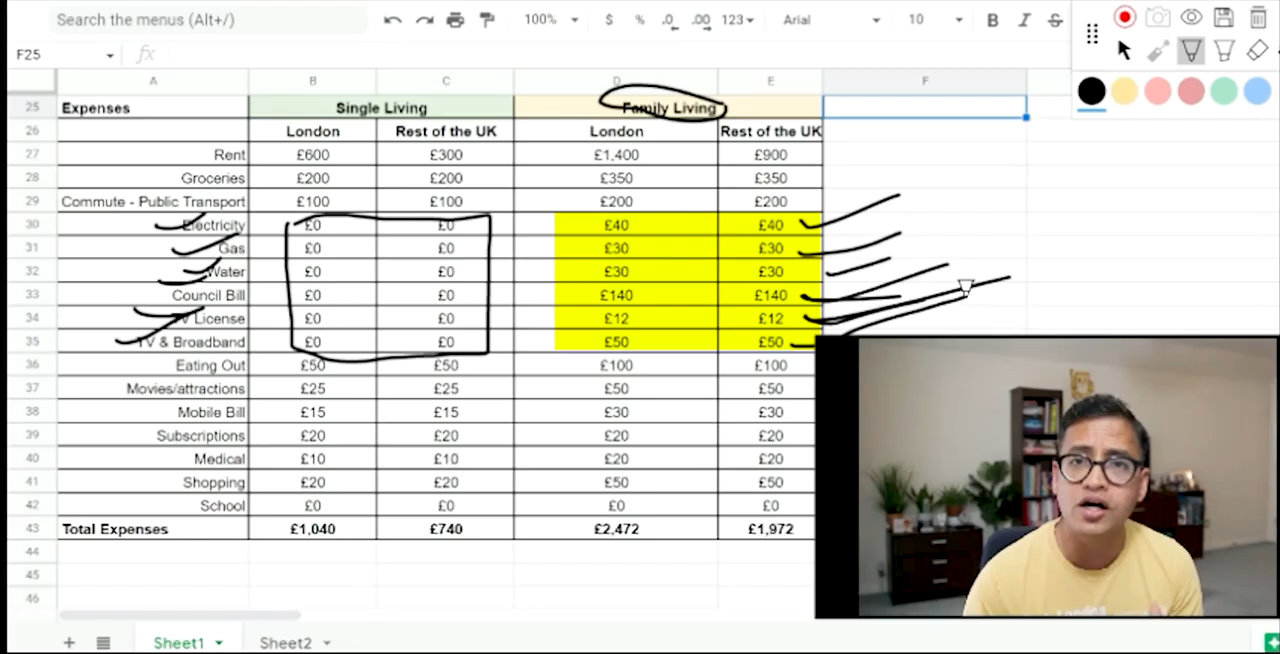 Search the menus (Alt+/) 100% $ % .0 .00 123 Arial 10 B I S
F25 fx
A B C D E F
25 Expenses Single Living Family Living
26 London Rest of the UK London Rest of the UK
27 Rent £600 £300 £1,400 £900
28 Groceries £200 £200 £350 £350
29 Commute - Public Transport £100 £100 £200 £200
30 Electricity £0 £0 £40 £40
31 Gas £0 £0 £30 £30
32 Water £0 £0 £30 £30
33 Council Bill £0 £0 £140 £140
34 TV License £0 £0 £12 £12
35 TV & Broadband £0 £0 £50 £50
36 Eating Out £50 £50 £100 £100
37 Movies/attractions £25 £25 £50 £50
38 Mobile Bill £15 £15 £30 £30
39 Subscriptions £20 £20 £20 £20
40 Medical £10 £10 £20 £20
41 Shopping £20 £20 £50 £50
42 School £0 £0 £0 £0
43 Total Expenses £1,040 £740 £2,472 £1,972
44
45
46
Sheet1 Sheet2